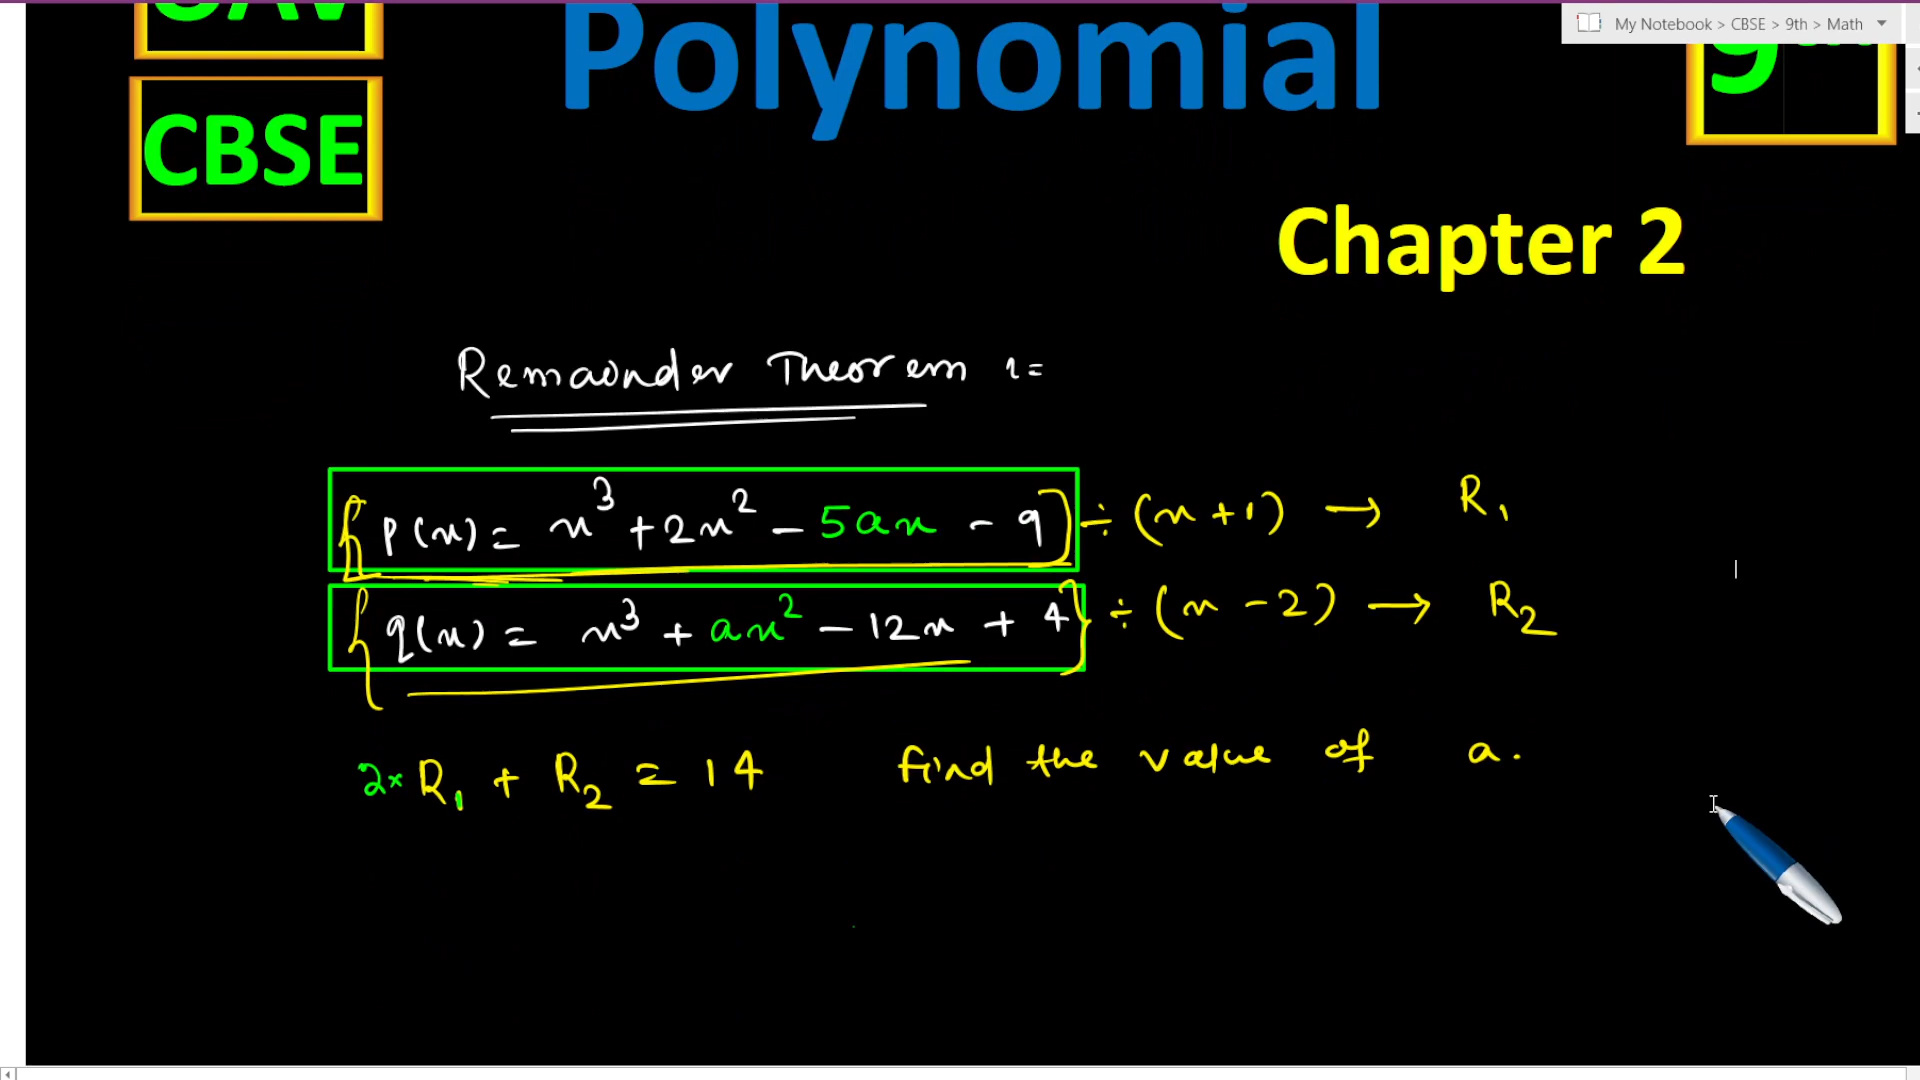 Polynomial
My Notebook > CBSE > 9th > Math
CBSE
Chapter 2
Remainder Theorem :=
{p(x) = x³ + 2x² - 5ax - 9} ÷ (x + 1) → R₁
{q(x) = x³ + ax² - 12x + 4} ÷ (x - 2) → R₂
2× R₁ + R₂ = 14 find the value of a.